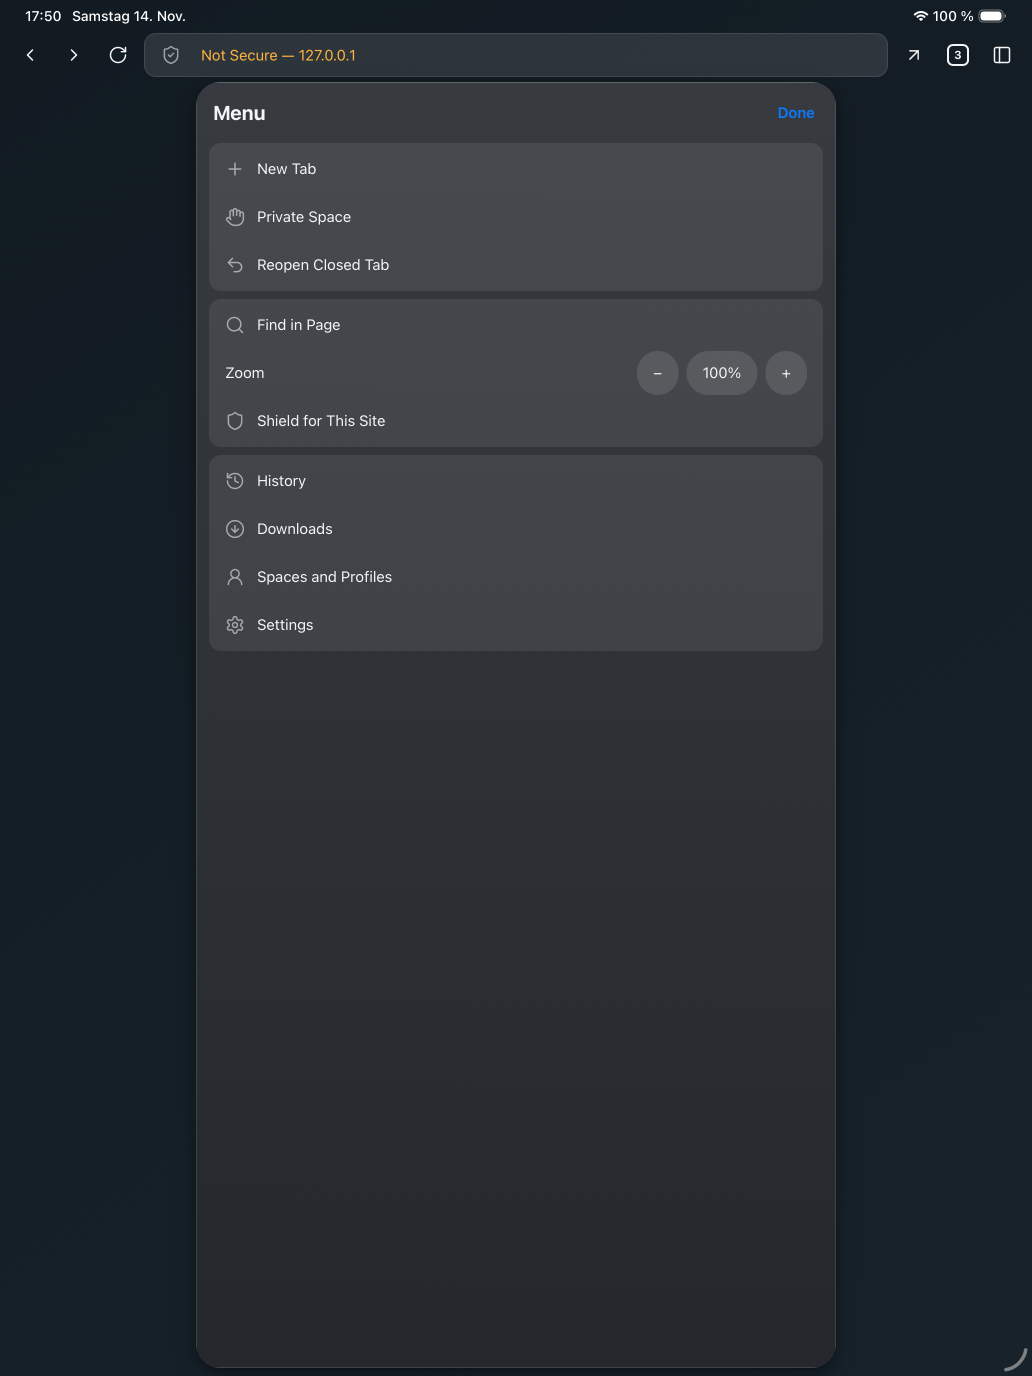 17:50 Samstag 14. Nov.
100 %
Not Secure — 127.0.0.1
3
Menu
Done
New Tab
Private Space
Reopen Closed Tab
Find in Page
Zoom − 100% +
Shield for This Site
History
Downloads
Spaces and Profiles
Settings